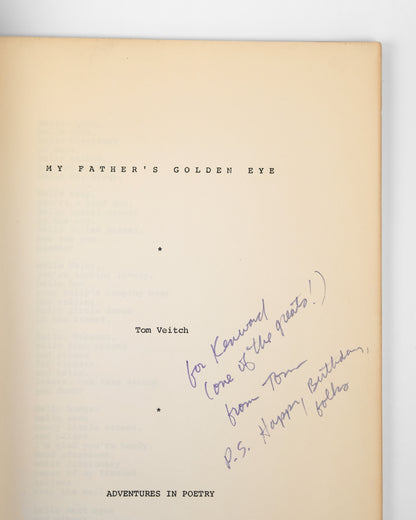 MY FATHER'S GOLDEN EYE
*
Tom Veitch
for Kenward
(one of the greats!)
from Tom
P.S. Happy Birthday,
folks
*
ADVENTURES IN POETRY